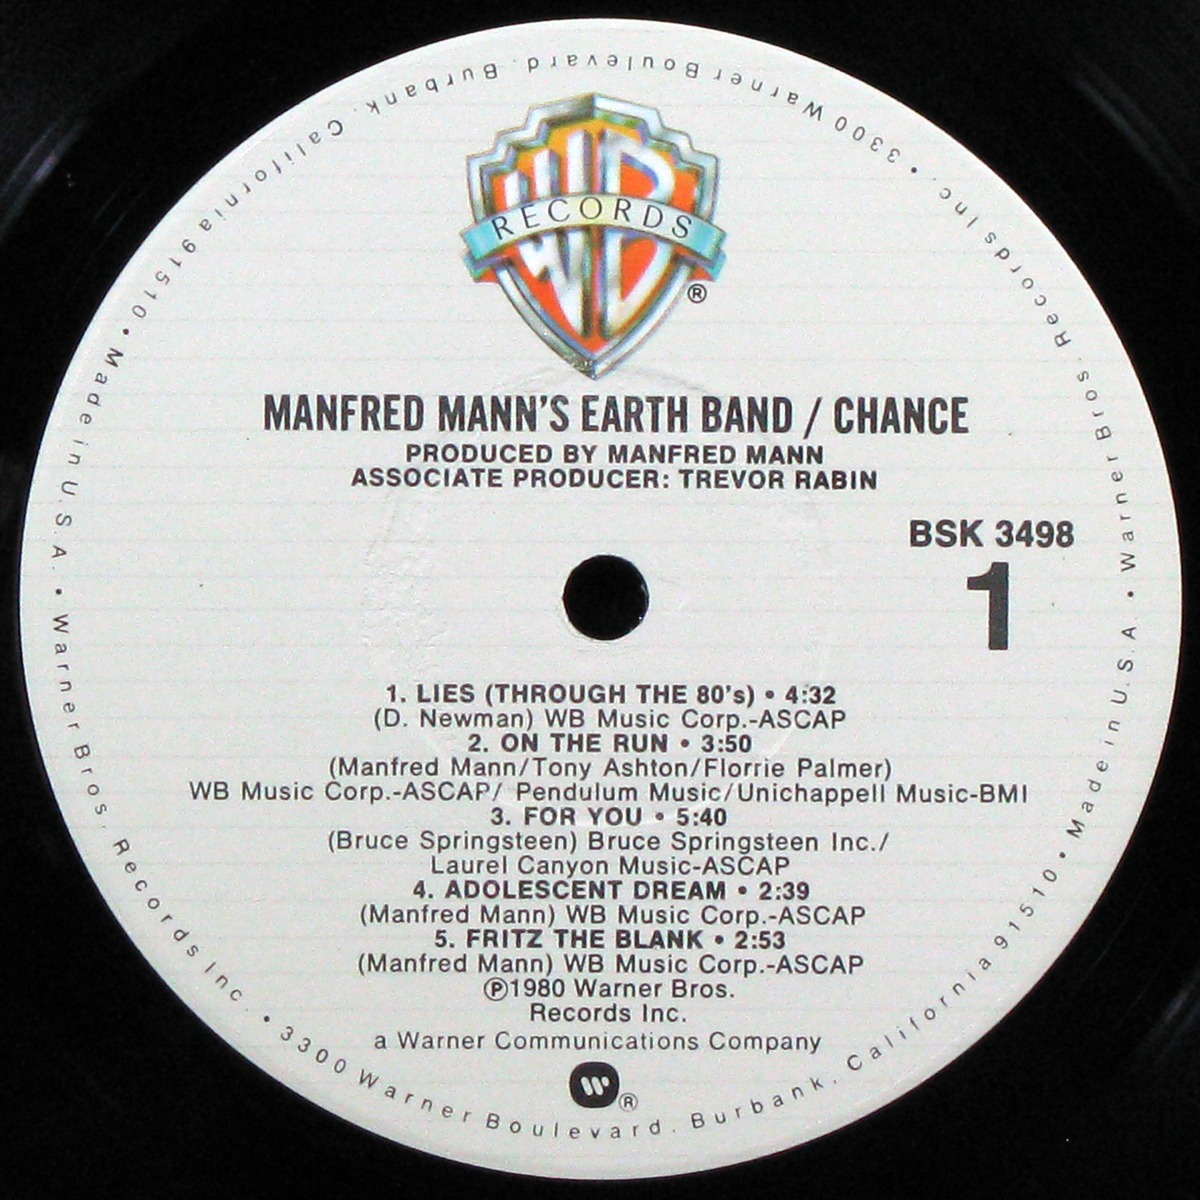 WB
RECORDS
®
MANFRED MANN'S EARTH BAND / CHANCE
PRODUCED BY MANFRED MANN
ASSOCIATE PRODUCER: TREVOR RABIN
BSK 3498
1
1. LIES (THROUGH THE 80's) • 4:32
(D. Newman) WB Music Corp.-ASCAP
2. ON THE RUN • 3:50
(Manfred Mann/Tony Ashton/Florrie Palmer)
WB Music Corp.-ASCAP/ Pendulum Music/Unichappell Music-BMI
3. FOR YOU • 5:40
(Bruce Springsteen) Bruce Springsteen Inc./
Laurel Canyon Music-ASCAP
4. ADOLESCENT DREAM • 2:39
(Manfred Mann) WB Music Corp.-ASCAP
5. FRITZ THE BLANK • 2:53
(Manfred Mann) WB Music Corp.-ASCAP
℗1980 Warner Bros.
Records Inc.
a Warner Communications Company
®
Warner Bros. Records Inc. • 3300 Warner Boulevard. Burbank. California 91510 • Made in U.S.A. • Warner Bros. Records Inc. • 3300 Warner Boulevard. Burbank. California 91510 • Made in U.S.A. •